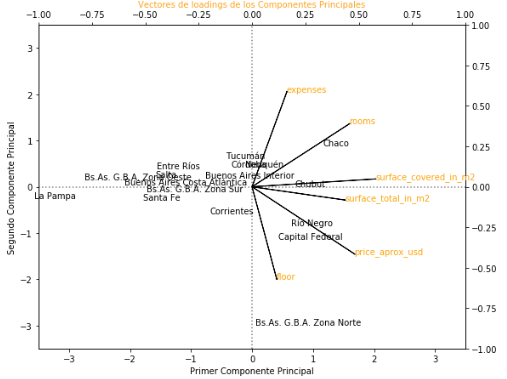 Vectores de loadings de los Componentes Principales
−1.00 −0.75 −0.50 −0.25 0.00 0.25 0.50 0.75 1.00
3
2
1
0
−1
−2
−3
1.00
0.75
0.50
0.25
0.00
−0.25
−0.50
−0.75
−1.00
Segundo Componente Principal
expenses
rooms
Chaco
Tucumán
Córdoba
Neuquén
Entre Ríos
Salta
Bs.As. G.B.A. Zona Oeste
Buenos Aires Interior
surface_covered_in_m2
Buenos Aires Costa Atlántica
Chubut
Bs.As. G.B.A. Zona Sur
La Pampa
Santa Fe
surface_total_in_m2
Corrientes
Río Negro
Capital Federal
price_aprox_usd
floor
Bs.As. G.B.A. Zona Norte
−3 −2 −1 0 1 2 3
Primer Componente Principal